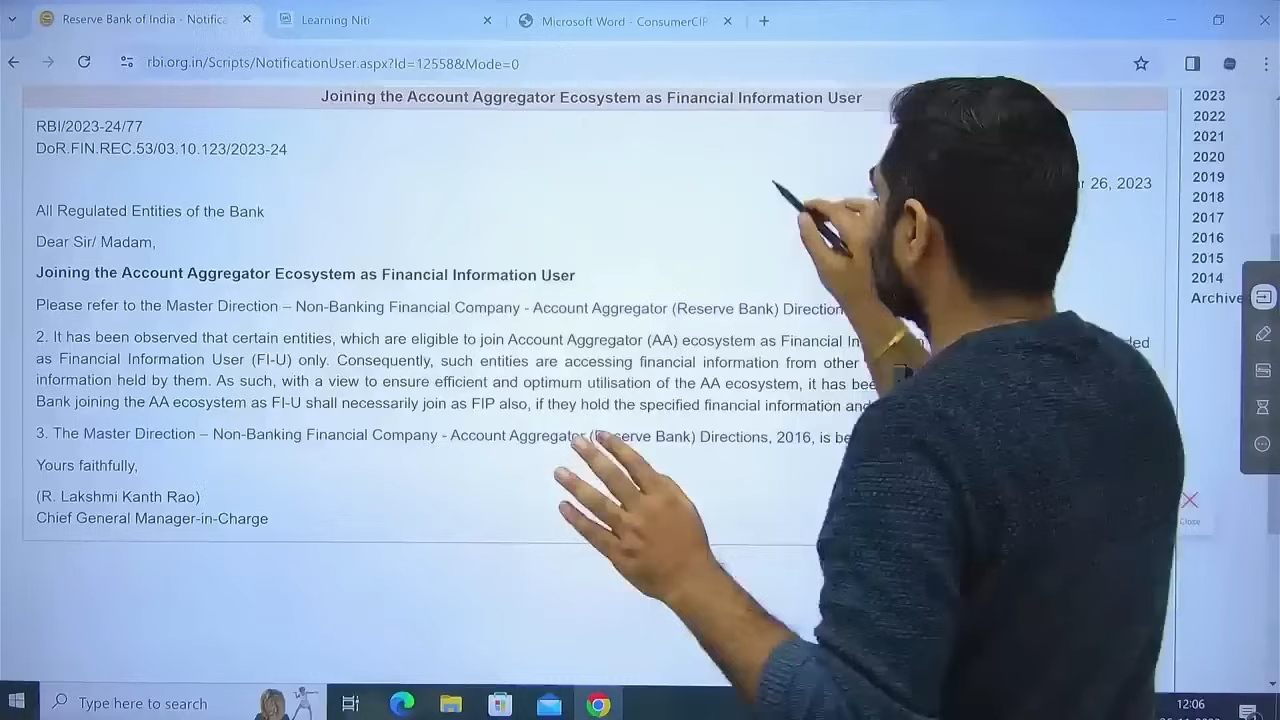 Reserve Bank of India - Notifica
Learning Niti
Microsoft Word - ConsumerCIF
rbi.org.in/Scripts/NotificationUser.aspx?Id=12558&Mode=0
Joining the Account Aggregator Ecosystem as Financial Information User
RBI/2023-24/77
DoR.FIN.REC.53/03.10.123/2023-24
26, 2023
All Regulated Entities of the Bank
Dear Sir/ Madam,
Joining the Account Aggregator Ecosystem as Financial Information User
Please refer to the Master Direction – Non-Banking Financial Company - Account Aggregator (Reserve Bank) Direction
2. It has been observed that certain entities, which are eligible to join Account Aggregator (AA) ecosystem as Financial In
as Financial Information User (FI-U) only. Consequently, such entities are accessing financial information from other
information held by them. As such, with a view to ensure efficient and optimum utilisation of the AA ecosystem, it has bee
Bank joining the AA ecosystem as FI-U shall necessarily join as FIP also, if they hold the specified financial information and
3. The Master Direction – Non-Banking Financial Company - Account Aggregator (Reserve Bank) Directions, 2016, is be
Yours faithfully,
(R. Lakshmi Kanth Rao)
Chief General Manager-in-Charge
2023
2022
2021
2020
2019
2018
2017
2016
2015
2014
Archive
Close
Type here to search
12:06